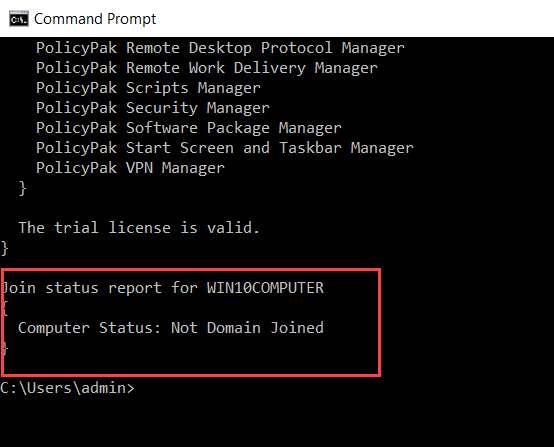 Command Prompt
PolicyPak Remote Desktop Protocol Manager
PolicyPak Remote Work Delivery Manager
PolicyPak Scripts Manager
PolicyPak Security Manager
PolicyPak Software Package Manager
PolicyPak Start Screen and Taskbar Manager
PolicyPak VPN Manager
}
The trial license is valid.
}
Join status report for WIN10COMPUTER
{
Computer Status: Not Domain Joined
}
C:\Users\admin>